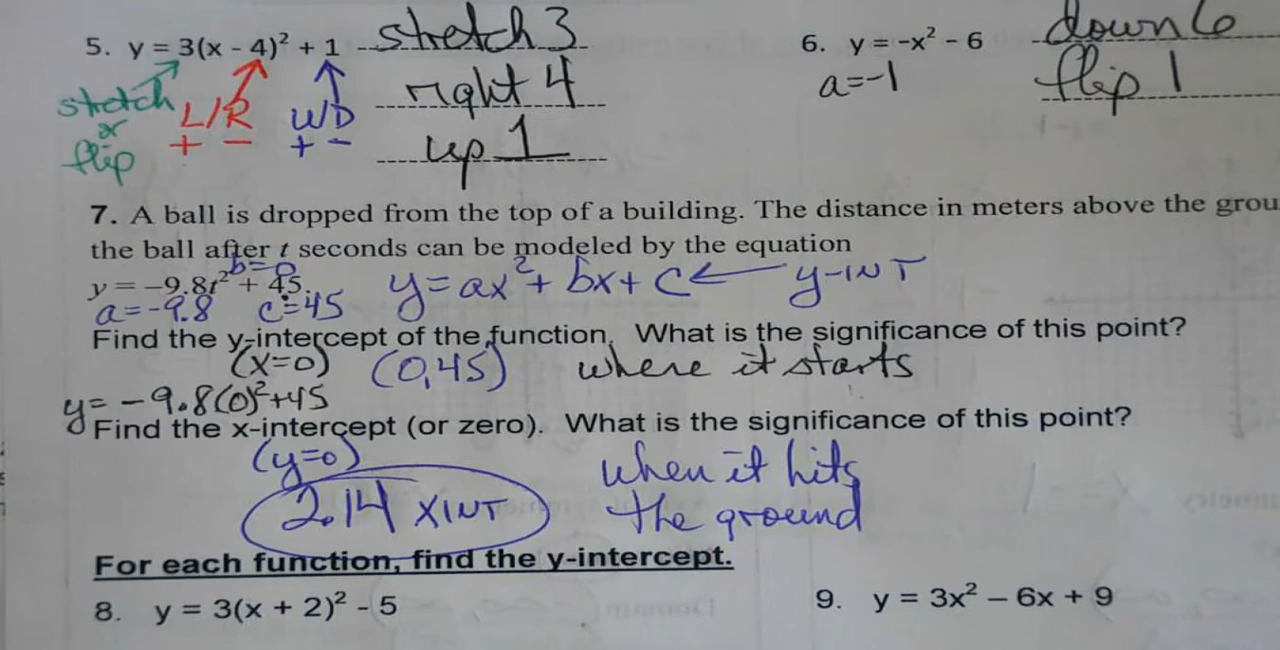 5. y = 3(x - 4)² + 1 stretch 3
6. y = -x² - 6 down 6
stretch or flip L/R + - U/D + - right 4
a=-1 flip 1
up 1
7. A ball is dropped from the top of a building. The distance in meters above the grou
the ball after t seconds can be modeled by the equation
b=0
y = -9.8t² + 45. y=ax²+bx+c ← y-INT
a=-9.8 c=45
Find the y-intercept of the function. What is the significance of this point?
(x=0) (0,45) where it starts
y= -9.8(0)²+45
Find the x-intercept (or zero). What is the significance of this point?
(y=0) when it hits
2.14 XINT the ground
For each function, find the y-intercept.
8. y = 3(x + 2)² - 5
9. y = 3x² – 6x + 9